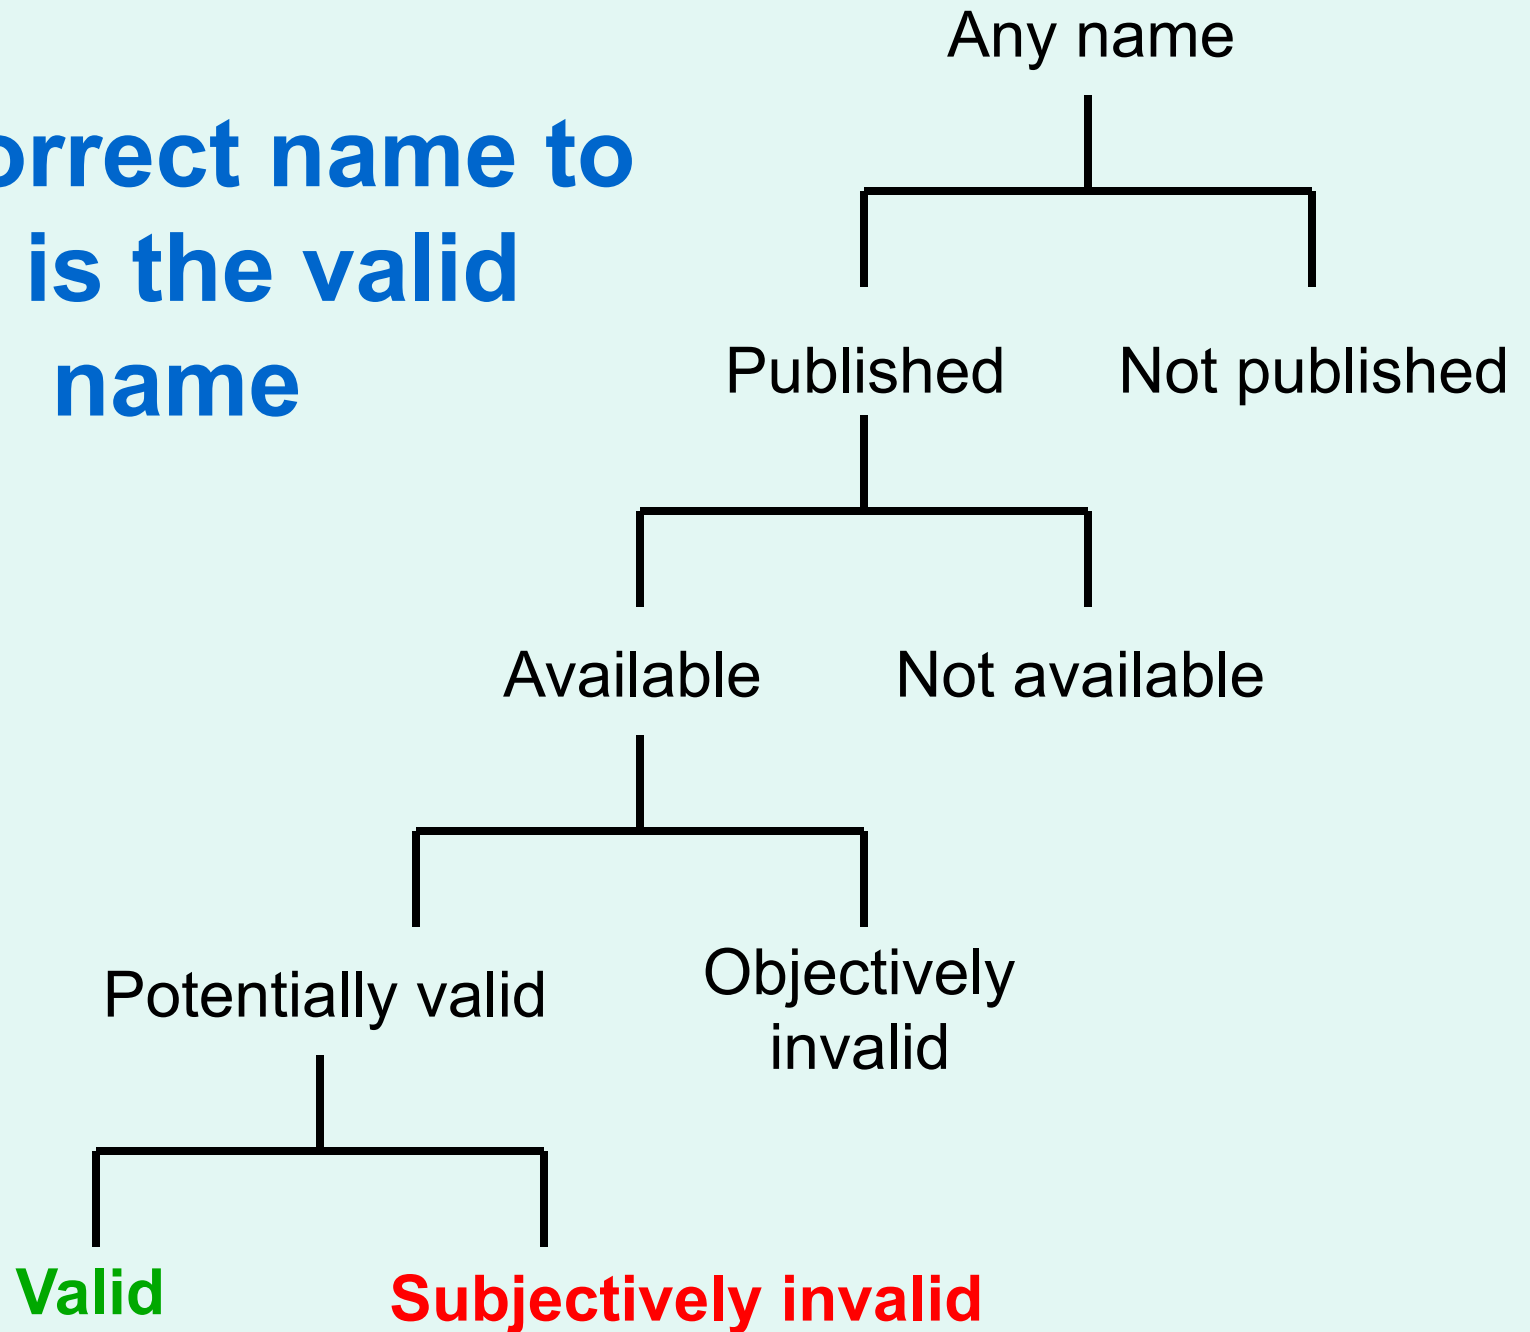 Any name
orrect name to
is the valid
name
Published
Not published
Available
Not available
Potentially valid
Objectively
invalid
Valid
Subjectively invalid